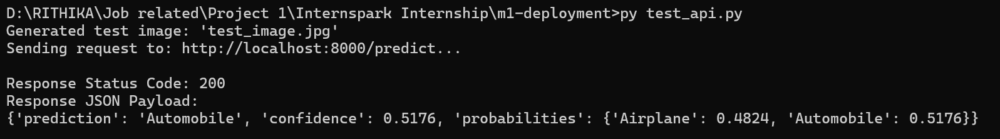 D:\RITHIKA\Job related\Project 1\Internspark Internship\m1-deployment>py test_api.py
Generated test image: 'test_image.jpg'
Sending request to: http://localhost:8000/predict...
Response Status Code: 200
Response JSON Payload:
{'prediction': 'Automobile', 'confidence': 0.5176, 'probabilities': {'Airplane': 0.4824, 'Automobile': 0.5176}}